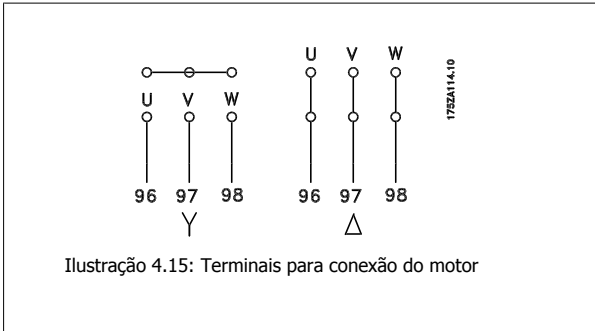 U V W
U V W
175ZA114.10
96 97 98
96 97 98
Y Δ
Ilustração 4.15: Terminais para conexão do motor